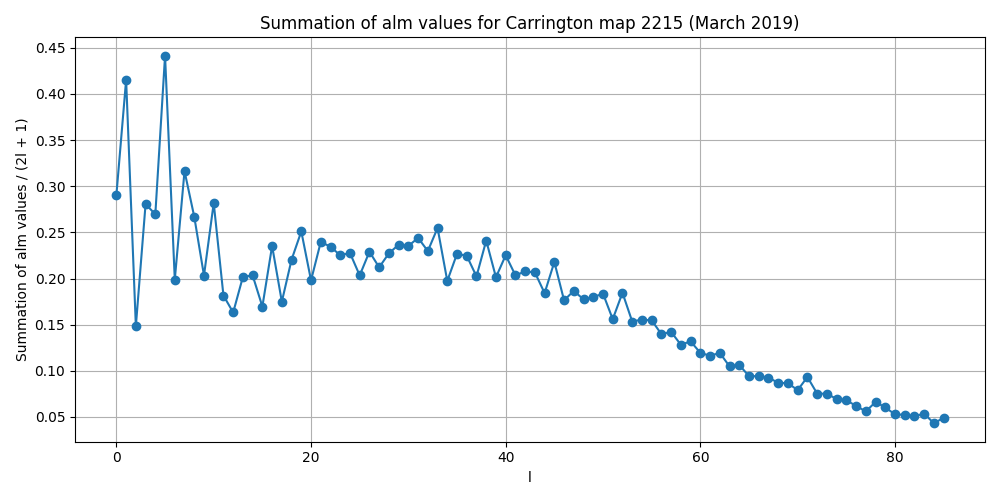 Summation of alm values for Carrington map 2215 (March 2019)
Summation of alm values / (2l + 1)
0.45
0.40
0.35
0.30
0.25
0.20
0.15
0.10
0.05
0 20 40 60 80
l